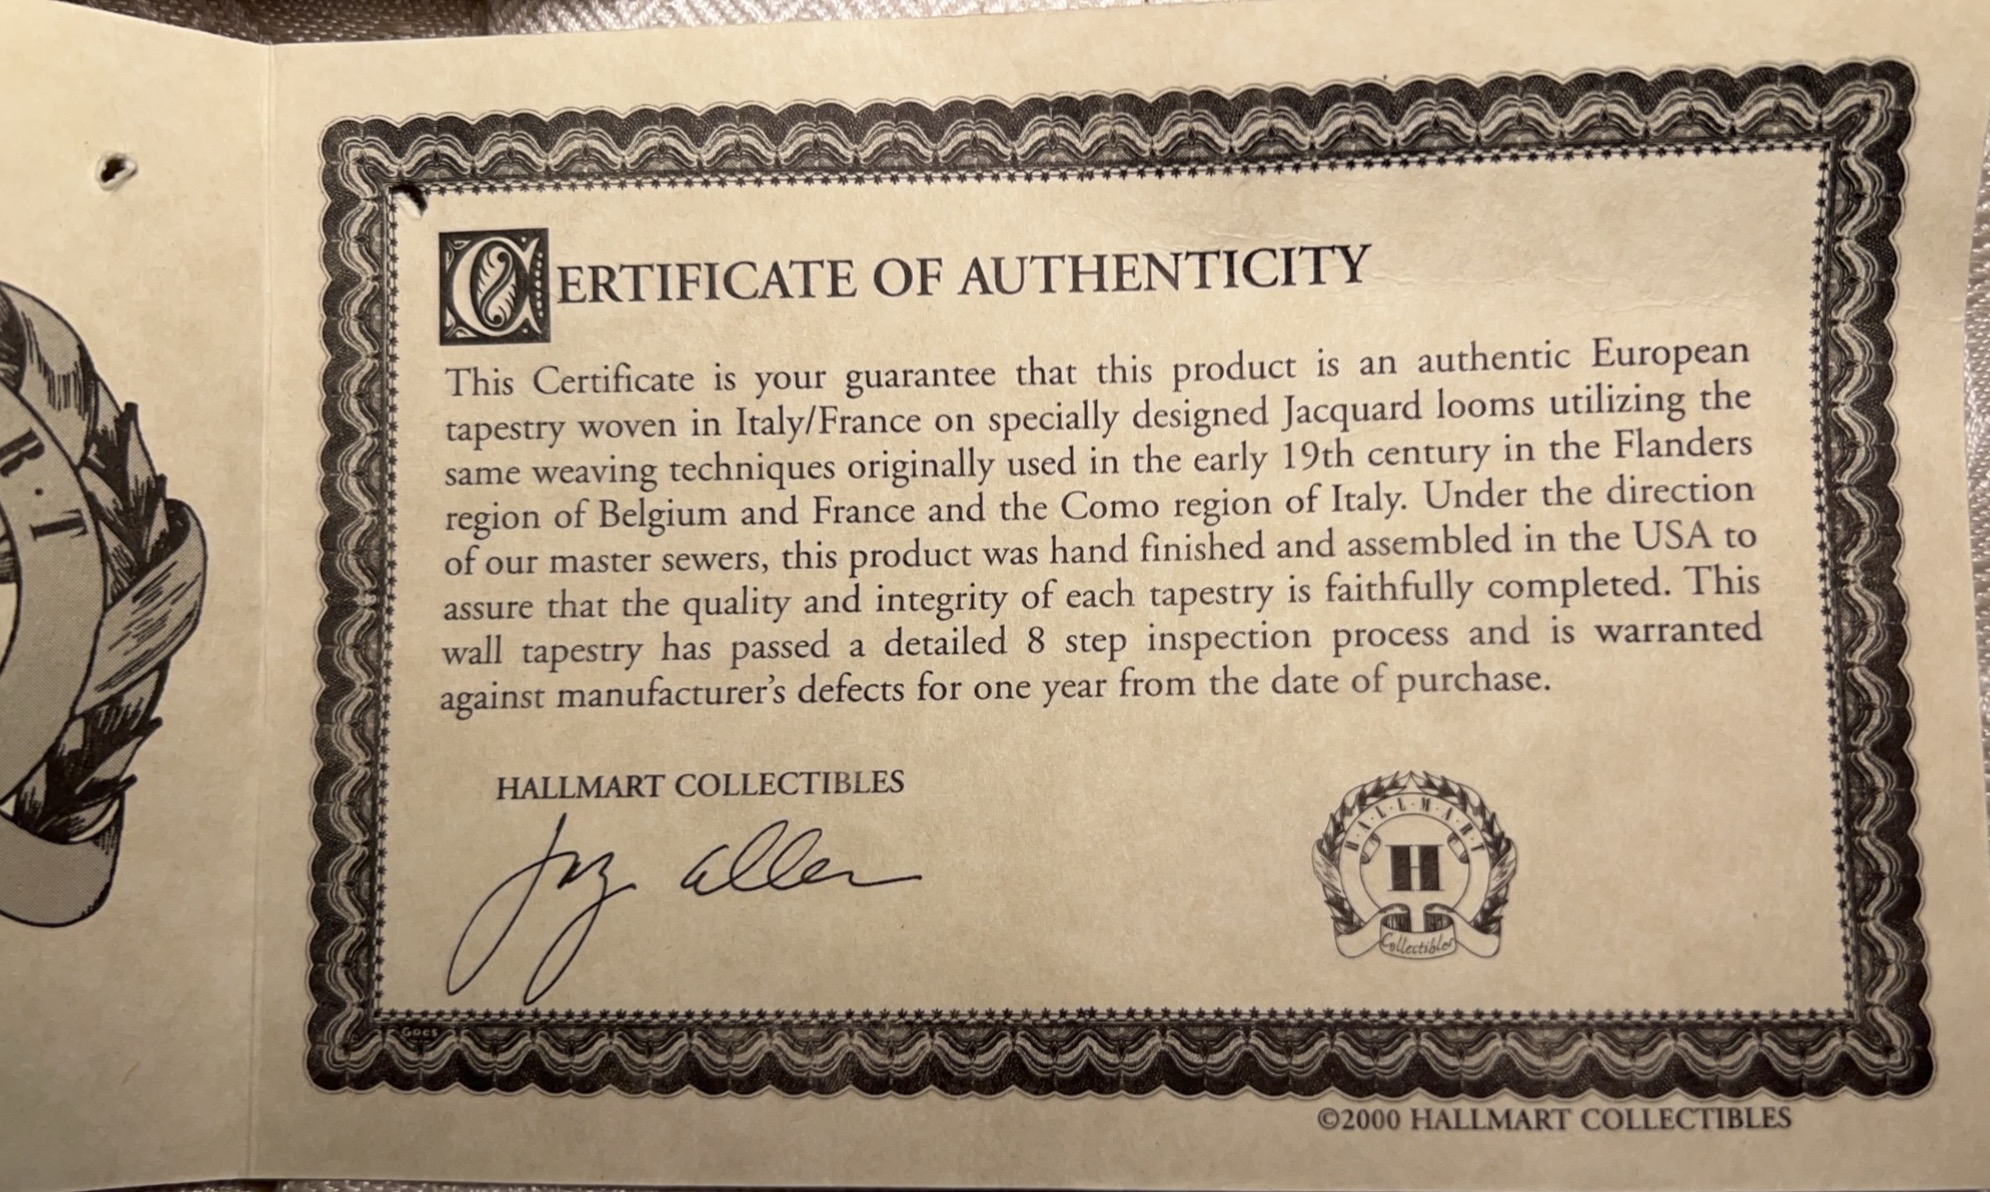 R · T
CERTIFICATE OF AUTHENTICITY
This Certificate is your guarantee that this product is an authentic European
tapestry woven in Italy/France on specially designed Jacquard looms utilizing the
same weaving techniques originally used in the early 19th century in the Flanders
region of Belgium and France and the Como region of Italy. Under the direction
of our master sewers, this product was hand finished and assembled in the USA to
assure that the quality and integrity of each tapestry is faithfully completed. This
wall tapestry has passed a detailed 8 step inspection process and is warranted
against manufacturer's defects for one year from the date of purchase.
HALLMART COLLECTIBLES
Allen
H·A·L·L·M·A·R·T
H
Collectibles
Goes
©2000 HALLMART COLLECTIBLES